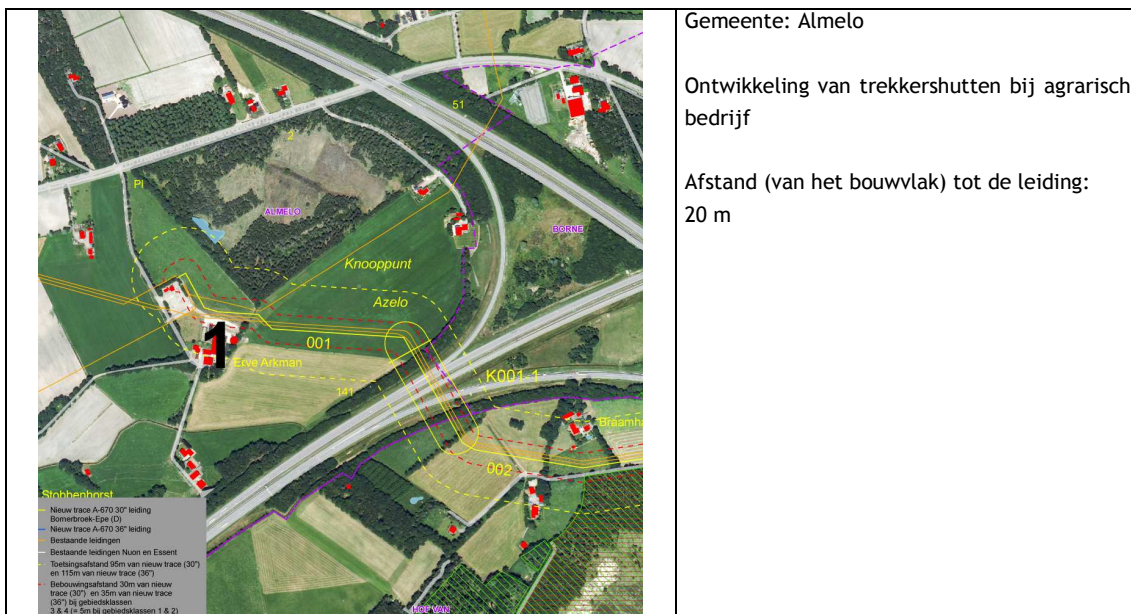 Gemeente: Almelo
Ontwikkeling van trekkershutten bij agrarisch
bedrijf
Afstand (van het bouwvlak) tot de leiding:
20 m
51
2
Pl
ALMELO
BORNE
Knooppunt
Azelo
1
001
Erve Arkman
K001-1
141
Braamha
002
Stobbenhorst
Nieuw trace A-670 30" leiding
Bornerbroek-Epe (D)
Nieuw trace A-670 36" leiding
Bestaande leidingen
Bestaande leidingen Nuon en Essent
Toetsingsafstand 95m van nieuw trace (30")
en 115m van nieuw trace (36")
Bebouwingsafstand 30m van nieuw
trace (30") en 35m van nieuw trace
(36") bij gebiedsklassen
3 & 4 (= 5m bij gebiedsklassen 1 & 2)
HOF VAN